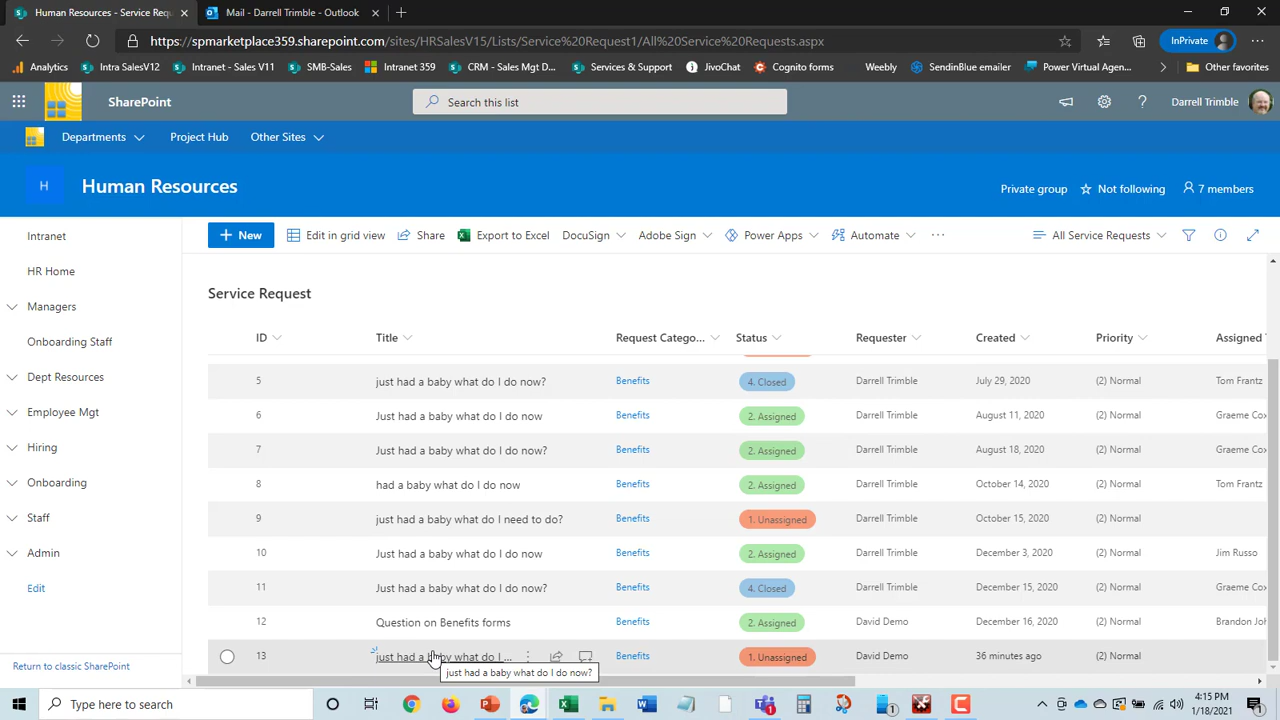 Human Resources - Service Req
Mail - Darrell Trimble - Outlook
https://spmarketplace359.sharepoint.com/sites/HRSalesV15/Lists/Service%20Request1/All%20Service%20Requests.aspx
InPrivate
Analytics
Intra SalesV12
Intranet - Sales V11
SMB-Sales
Intranet 359
CRM - Sales Mgt D...
Services & Support
JivoChat
Cognito forms
Weebly
SendinBlue emailer
Power Virtual Agen...
Other favorites
SharePoint
Search this list
Darrell Trimble
Departments
Project Hub
Other Sites
H
Human Resources
Private group
Not following
7 members
Intranet
HR Home
Managers
Onboarding Staff
Dept Resources
Employee Mgt
Hiring
Onboarding
Staff
Admin
Edit
Return to classic SharePoint
New
Edit in grid view
Share
Export to Excel
DocuSign
Adobe Sign
Power Apps
Automate
All Service Requests
Service Request
ID Title Request Catego... Status Requester Created Priority Assigned
5 just had a baby what do I do now? Benefits 4. Closed Darrell Trimble July 29, 2020 (2) Normal Tom Frantz
6 Just had a baby what do I do now Benefits 2. Assigned Darrell Trimble August 11, 2020 (2) Normal Graeme Co
7 Just had a baby what do I do now? Benefits 2. Assigned Darrell Trimble August 18, 2020 (2) Normal Graeme Co
8 had a baby what do I do now Benefits 2. Assigned Darrell Trimble October 14, 2020 (2) Normal Tom Frantz
9 just had a baby what do I need to do? Benefits 1. Unassigned Darrell Trimble October 15, 2020 (2) Normal
10 Just had a baby what do I do now Benefits 2. Assigned Darrell Trimble December 3, 2020 (2) Normal Jim Russo
11 Just had a baby what do I do now? Benefits 4. Closed Darrell Trimble December 15, 2020 (2) Normal Graeme Co
12 Question on Benefits forms Benefits 2. Assigned David Demo December 16, 2020 (2) Normal Brandon Jo
13 just had a baby what do I ... Benefits 1. Unassigned David Demo 36 minutes ago (2) Normal
just had a baby what do I do now?
Type here to search
4:15 PM
1/18/2021